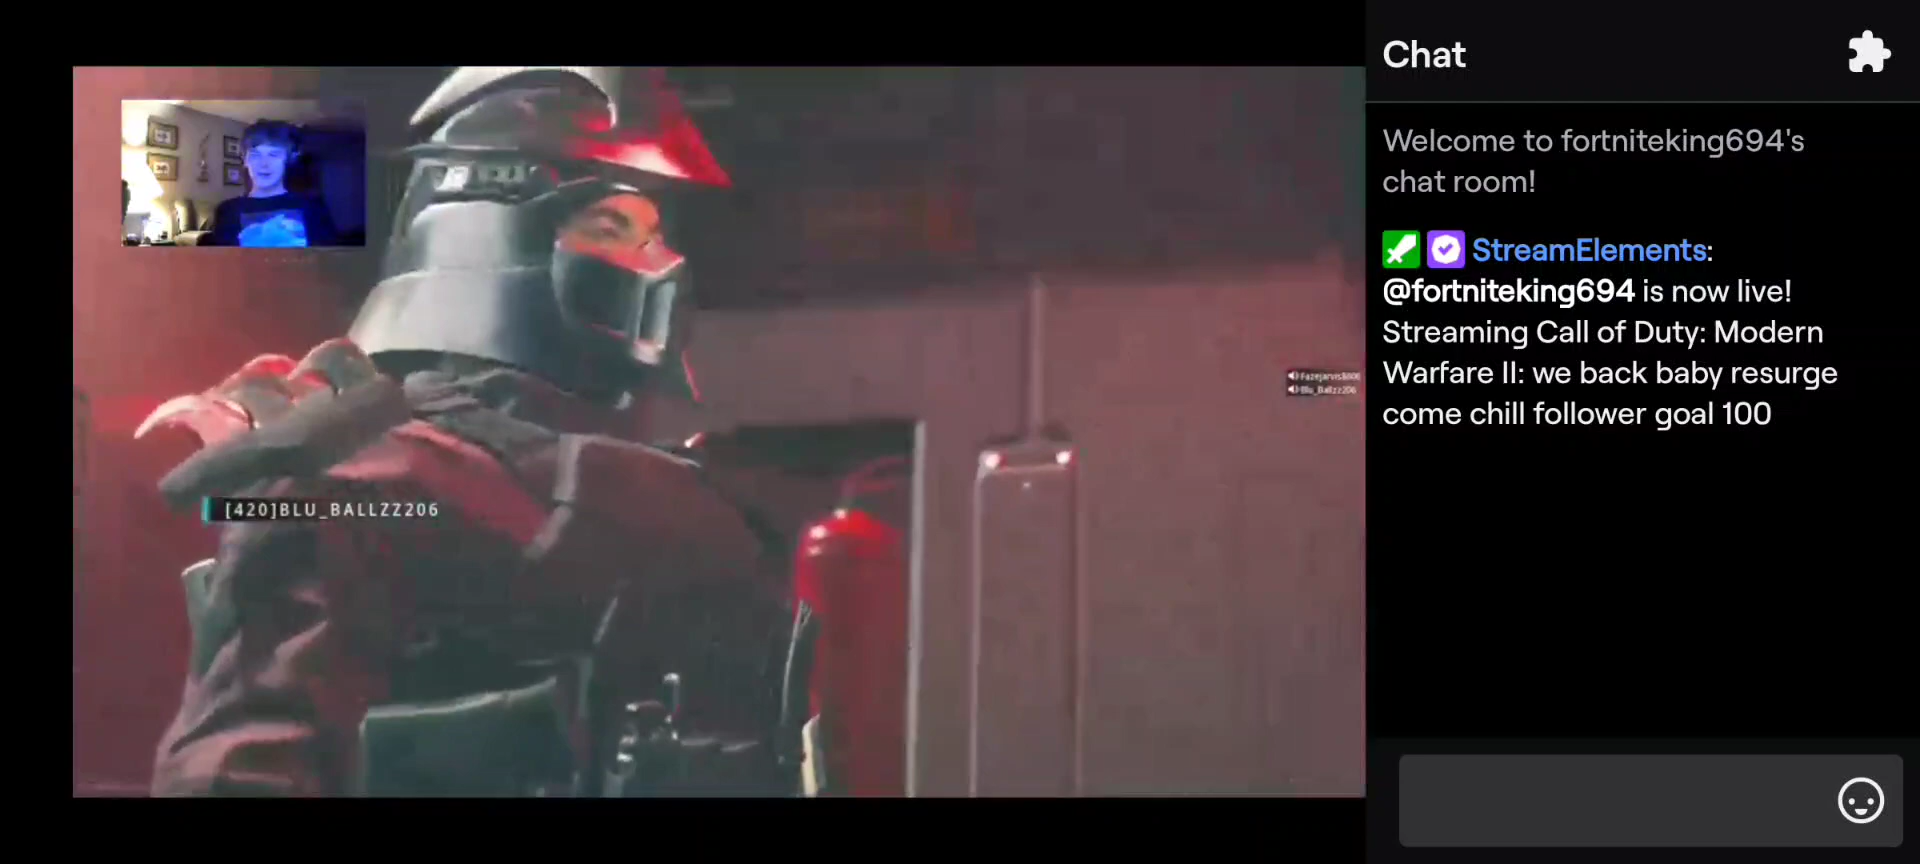 Chat
Welcome to fortniteking694's
chat room!
StreamElements:
@fortniteking694 is now live!
Streaming Call of Duty: Modern
Warfare II: we back baby resurge
come chill follower goal 100
Blu_Ballzz206
[420]BLU_BALLZZ206